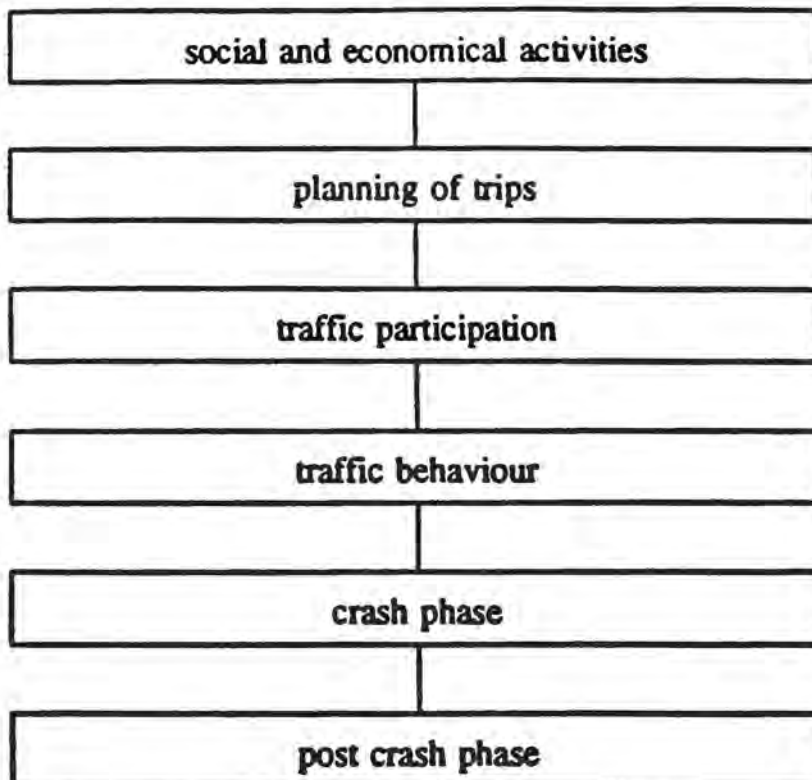 social and economical activities
planning of trips
traffic participation
traffic behaviour
crash phase
post crash phase